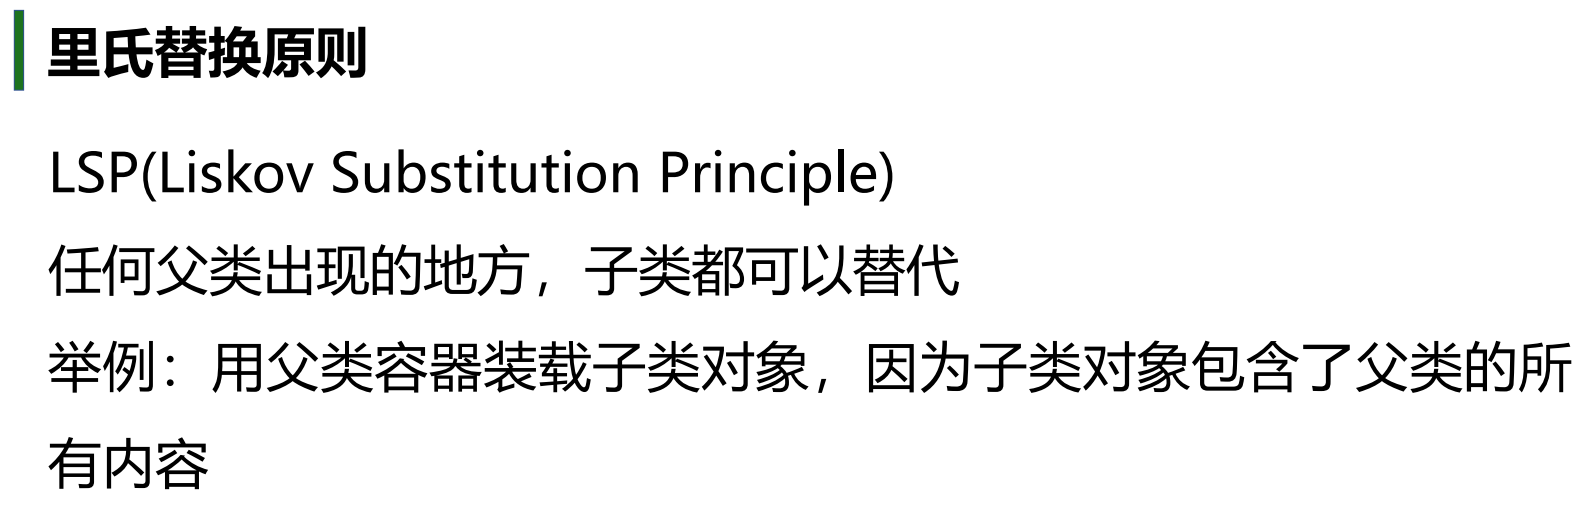 里氏替换原则
LSP(Liskov Substitution Principle)
任何父类出现的地方，子类都可以替代
举例：用父类容器装载子类对象，因为子类对象包含了父类的所
有内容